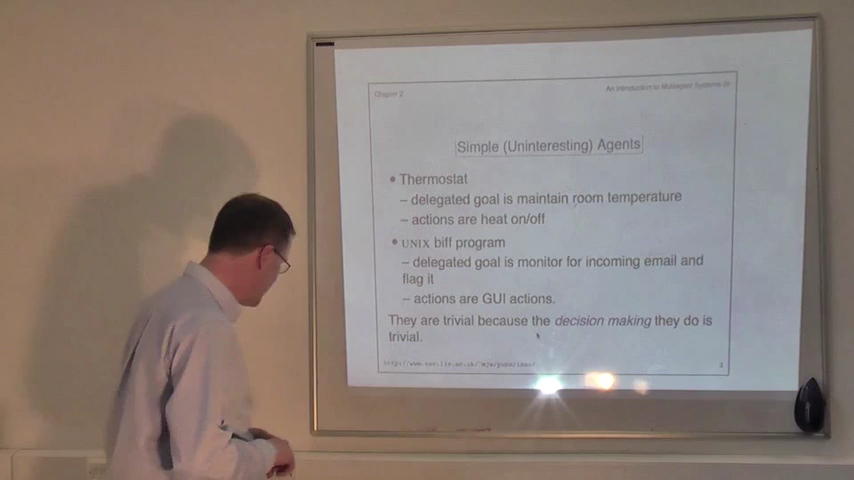 Chapter 2
An Introduction to Multiagent Systems 2e
Simple (Uninteresting) Agents
• Thermostat
– delegated goal is maintain room temperature
– actions are heat on/off
• UNIX biff program
– delegated goal is monitor for incoming email and
flag it
– actions are GUI actions.
They are trivial because the decision making they do is
trivial.